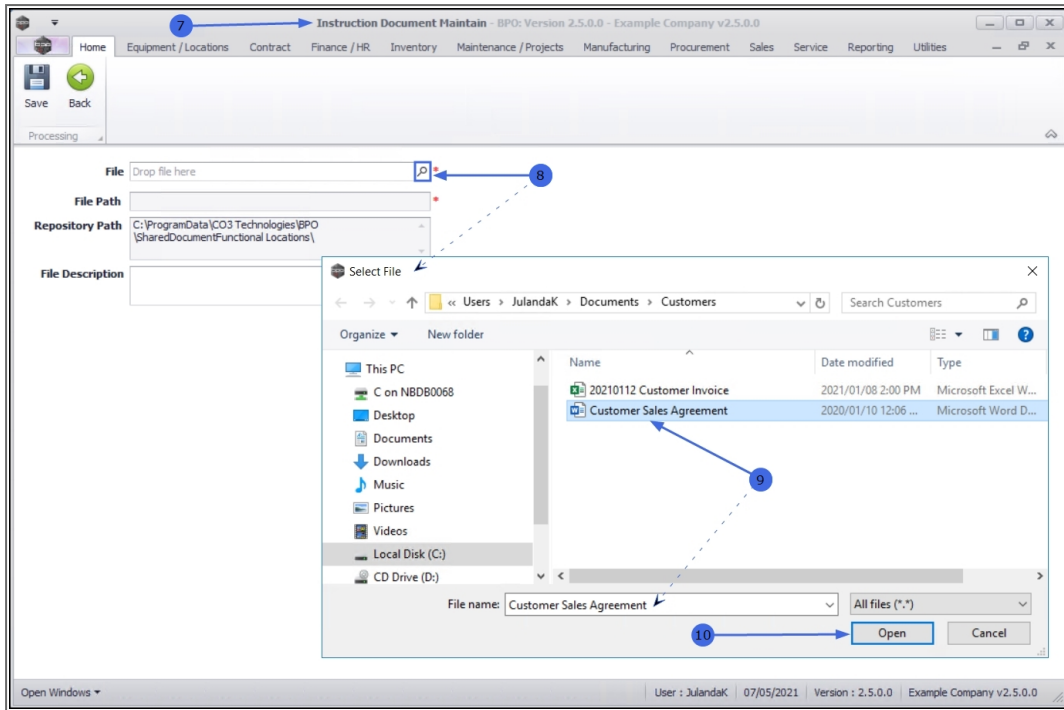 7
Instruction Document Maintain - BPO: Version 2.5.0.0 - Example Company v2.5.0.0
Home Equipment / Locations Contract Finance / HR Inventory Maintenance / Projects Manufacturing Procurement Sales Service Reporting Utilities
Save Back
Processing
File Drop file here * 8
File Path *
Repository Path C:\ProgramData\CO3 Technologies\BPO
\SharedDocumentFunctional Locations\
File Description
Select File
« Users > JulandaK > Documents > Customers Search Customers
Organize New folder
This PC
C on NBDB0068
Desktop
Documents
Downloads
Music
Pictures
Videos
Local Disk (C:)
CD Drive (D:)
Name Date modified Type
20210112 Customer Invoice 2021/01/08 2:00 PM Microsoft Excel W...
Customer Sales Agreement 2020/01/10 12:06 ... Microsoft Word D...
9
File name: Customer Sales Agreement All files (*.*)
10 Open Cancel
Open Windows User : JulandaK 07/05/2021 Version : 2.5.0.0 Example Company v2.5.0.0